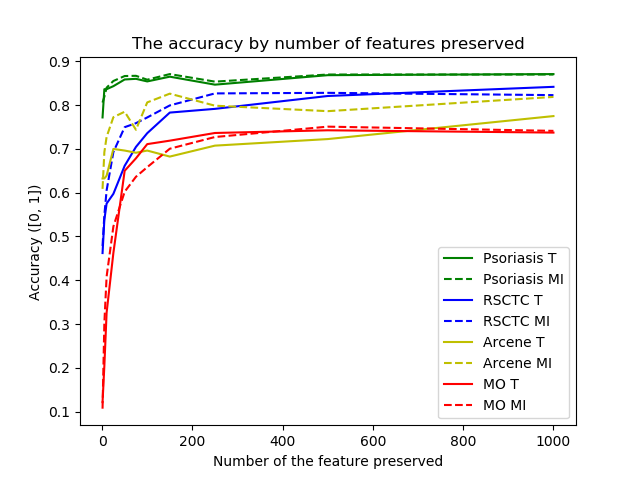 The accuracy by number of features preserved
Accuracy ([0, 1])
0.9
0.8
0.7
0.6
0.5
0.4
0.3
0.2
0.1
Psoriasis T
Psoriasis MI
RSCTC T
RSCTC MI
Arcene T
Arcene MI
MO T
MO MI
0 200 400 600 800 1000
Number of the feature preserved